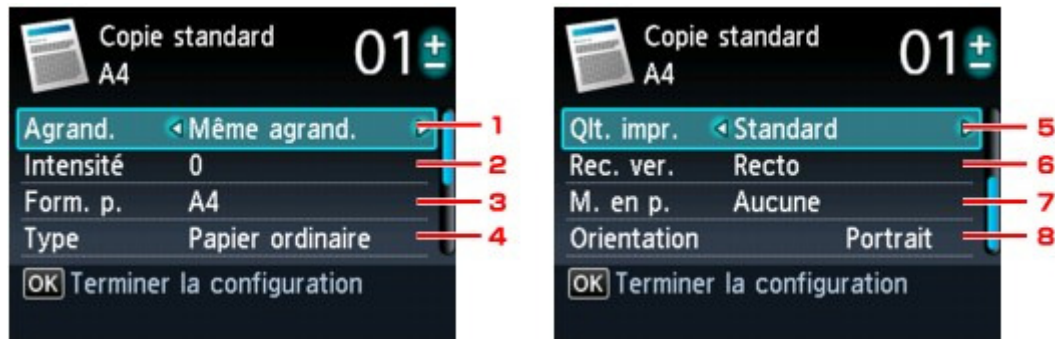 Copie standard
A4
01
Agrand. Même agrand. 1
Intensité 0 2
Form. p. A4 3
Type Papier ordinaire 4
OK Terminer la configuration
Copie standard
A4
01
Qlt. impr. Standard 5
Rec. ver. Recto 6
M. en p. Aucune 7
Orientation Portrait 8
OK Terminer la configuration